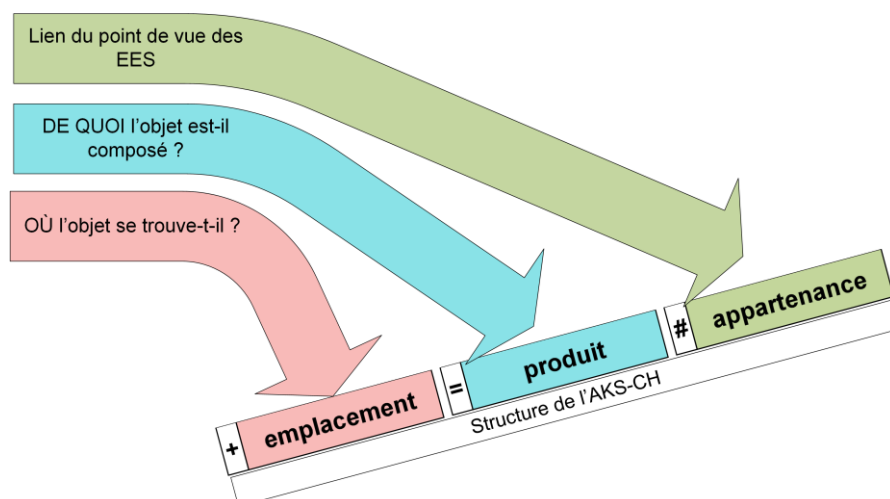 Lien du point de vue des
EES
DE QUOI l’objet est-il
composé ?
OÙ l’objet se trouve-t-il ?
+ emplacement = produit # appartenance
Structure de l’AKS-CH